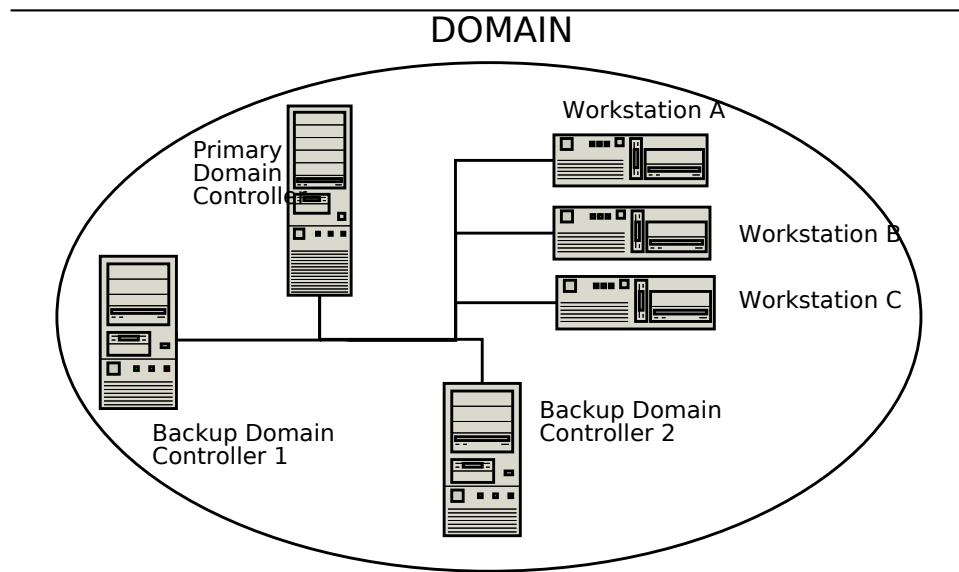 DOMAIN
Workstation A
Primary
Domain
Controller
Workstation B
Workstation C
Backup Domain
Controller 2
Backup Domain
Controller 1